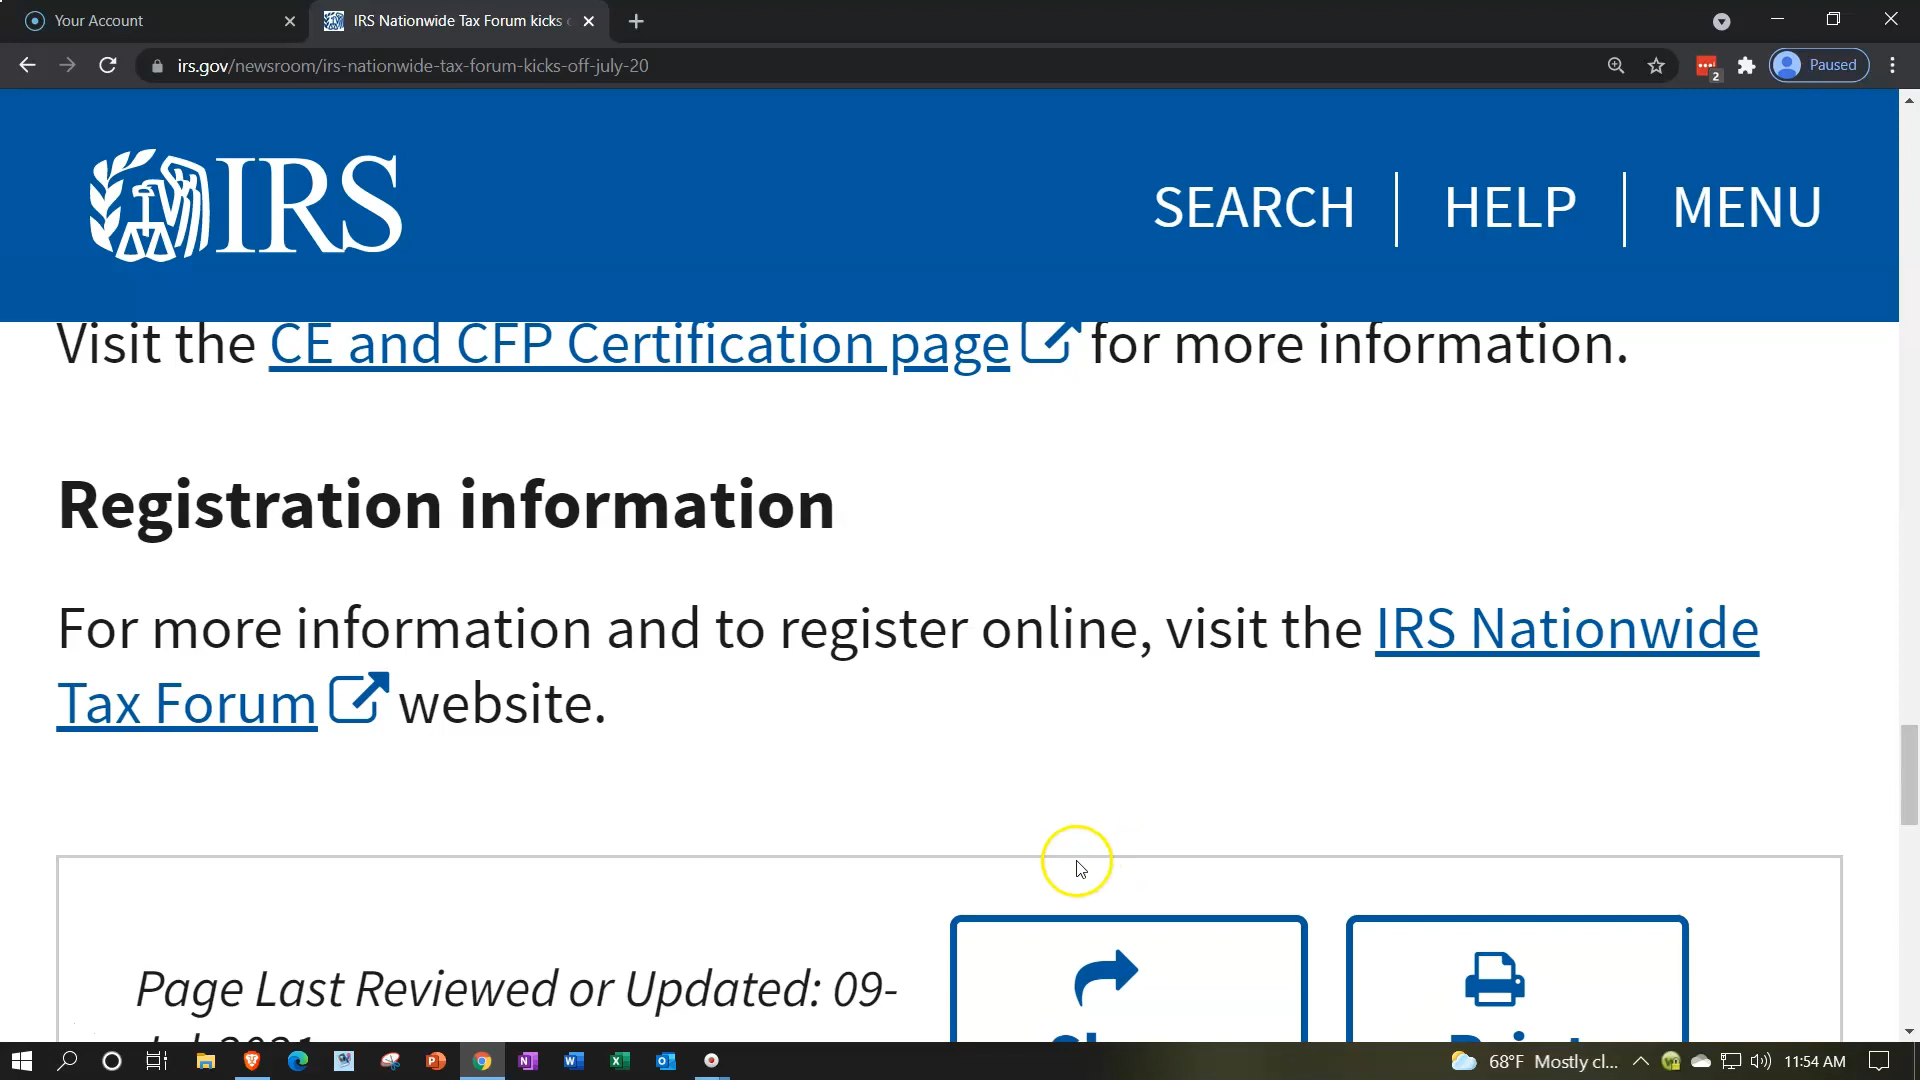 Your Account
IRS Nationwide Tax Forum kicks
irs.gov/newsroom/irs-nationwide-tax-forum-kicks-off-july-20
2
Paused
IRS
SEARCH
HELP
MENU
Visit the CE and CFP Certification page for more information.
Registration information
For more information and to register online, visit the IRS Nationwide
Tax Forum website.
Page Last Reviewed or Updated: 09-
Print
68°F Mostly cl...
11:54 AM